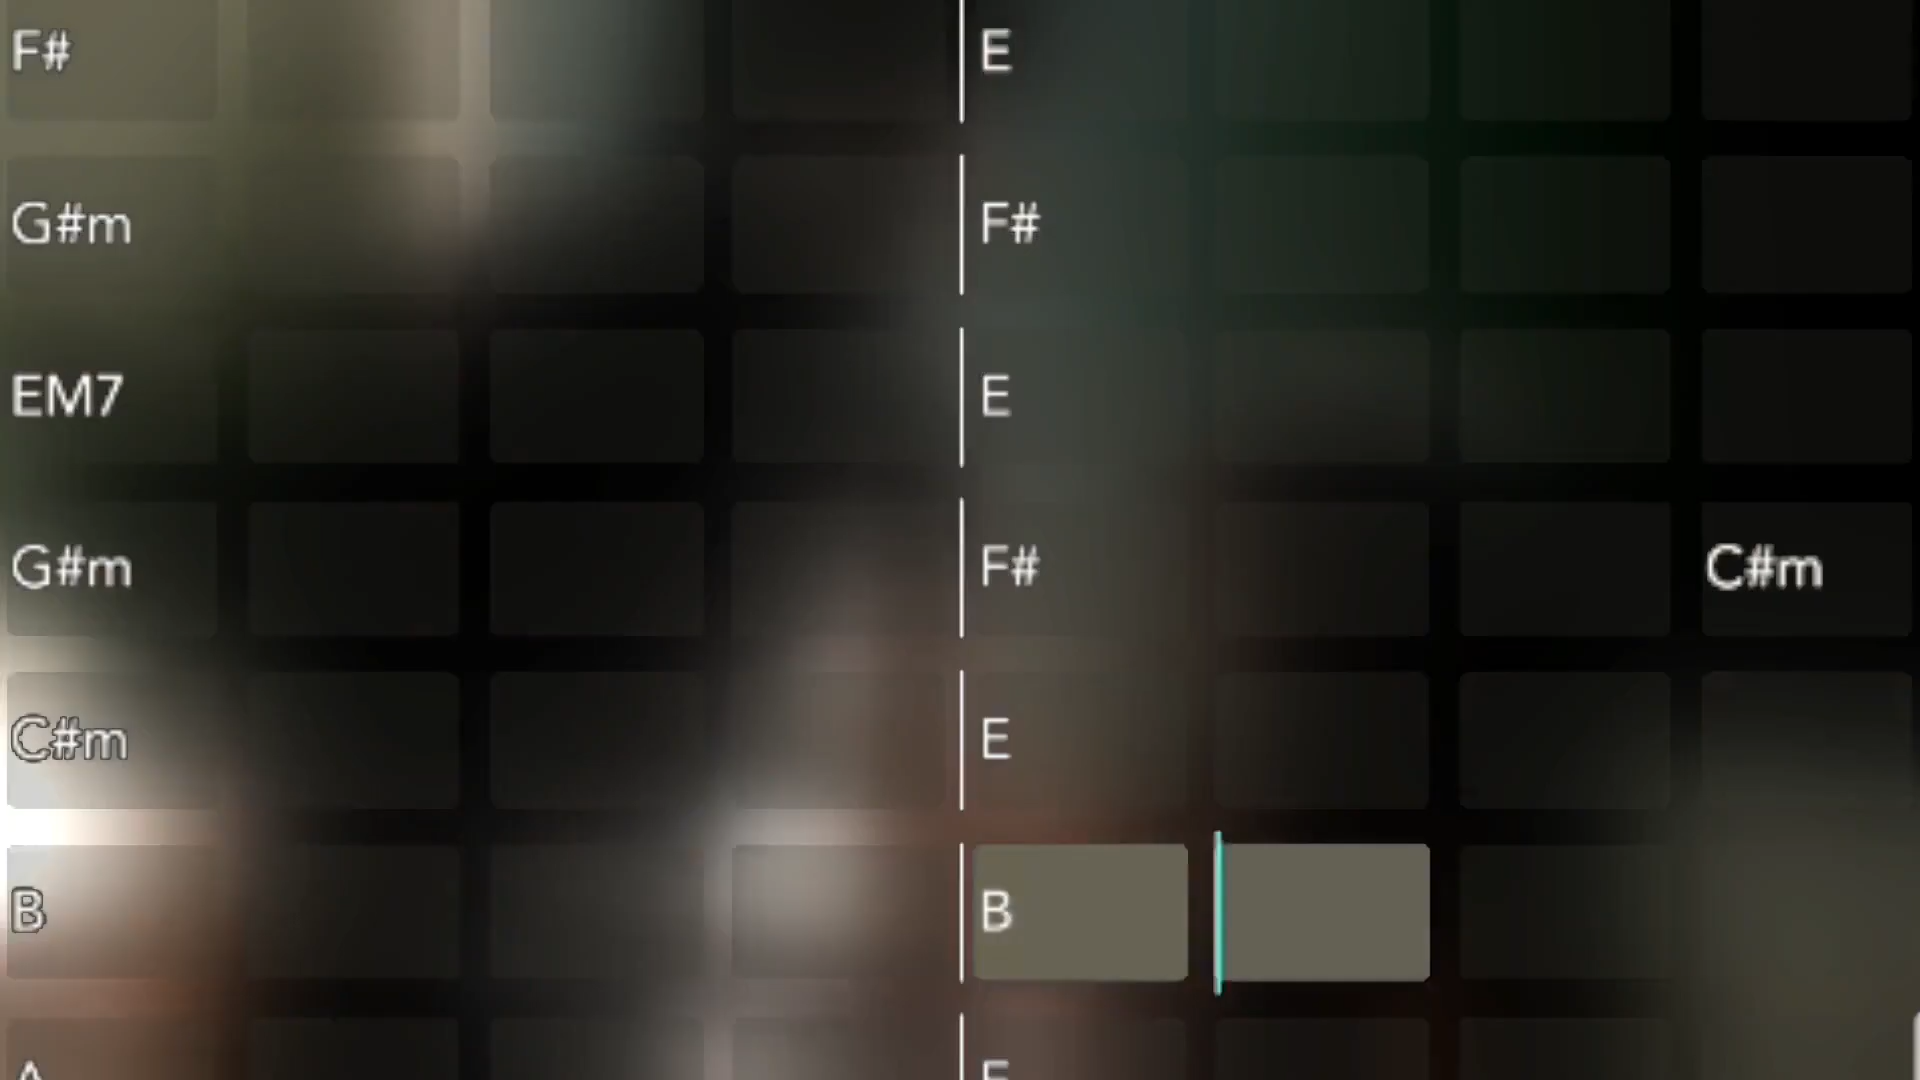 F# E
G#m F#
EM7 E
G#m F# C#m
C#m E
B B
A